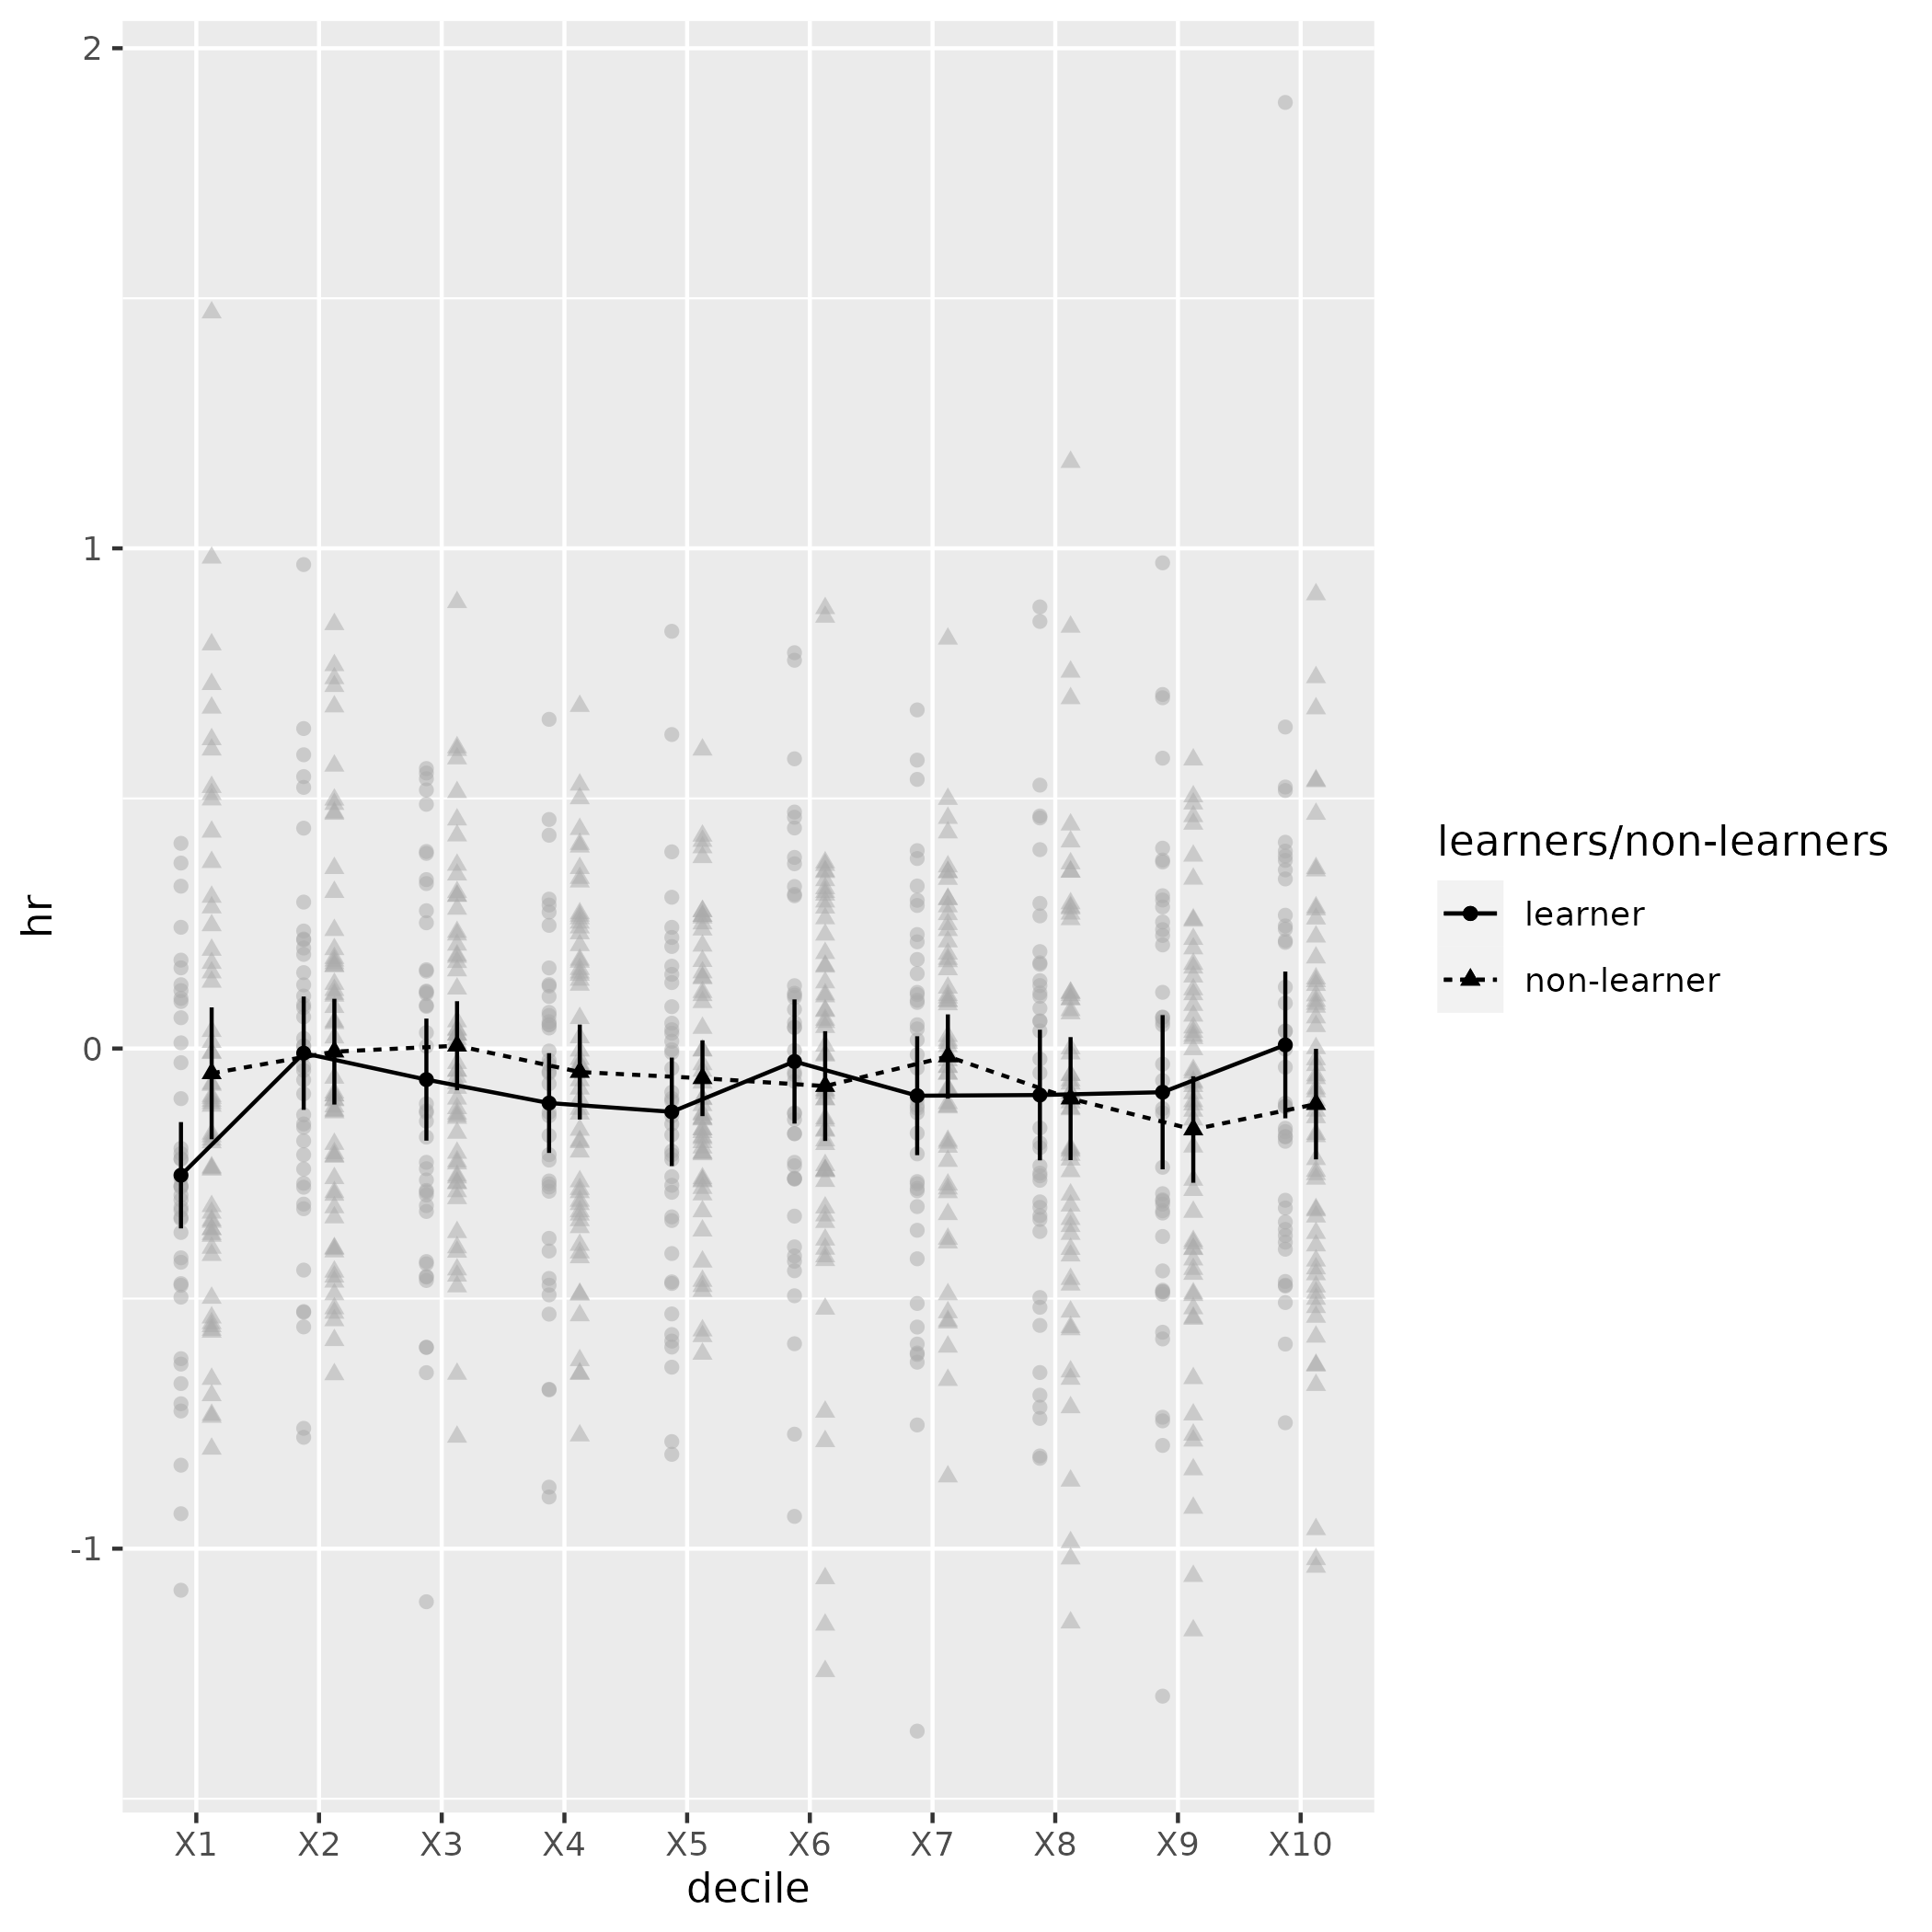 2
1
0
-1
hr
X1 X2 X3 X4 X5 X6 X7 X8 X9 X10
decile
learners/non-learners
learner
non-learner